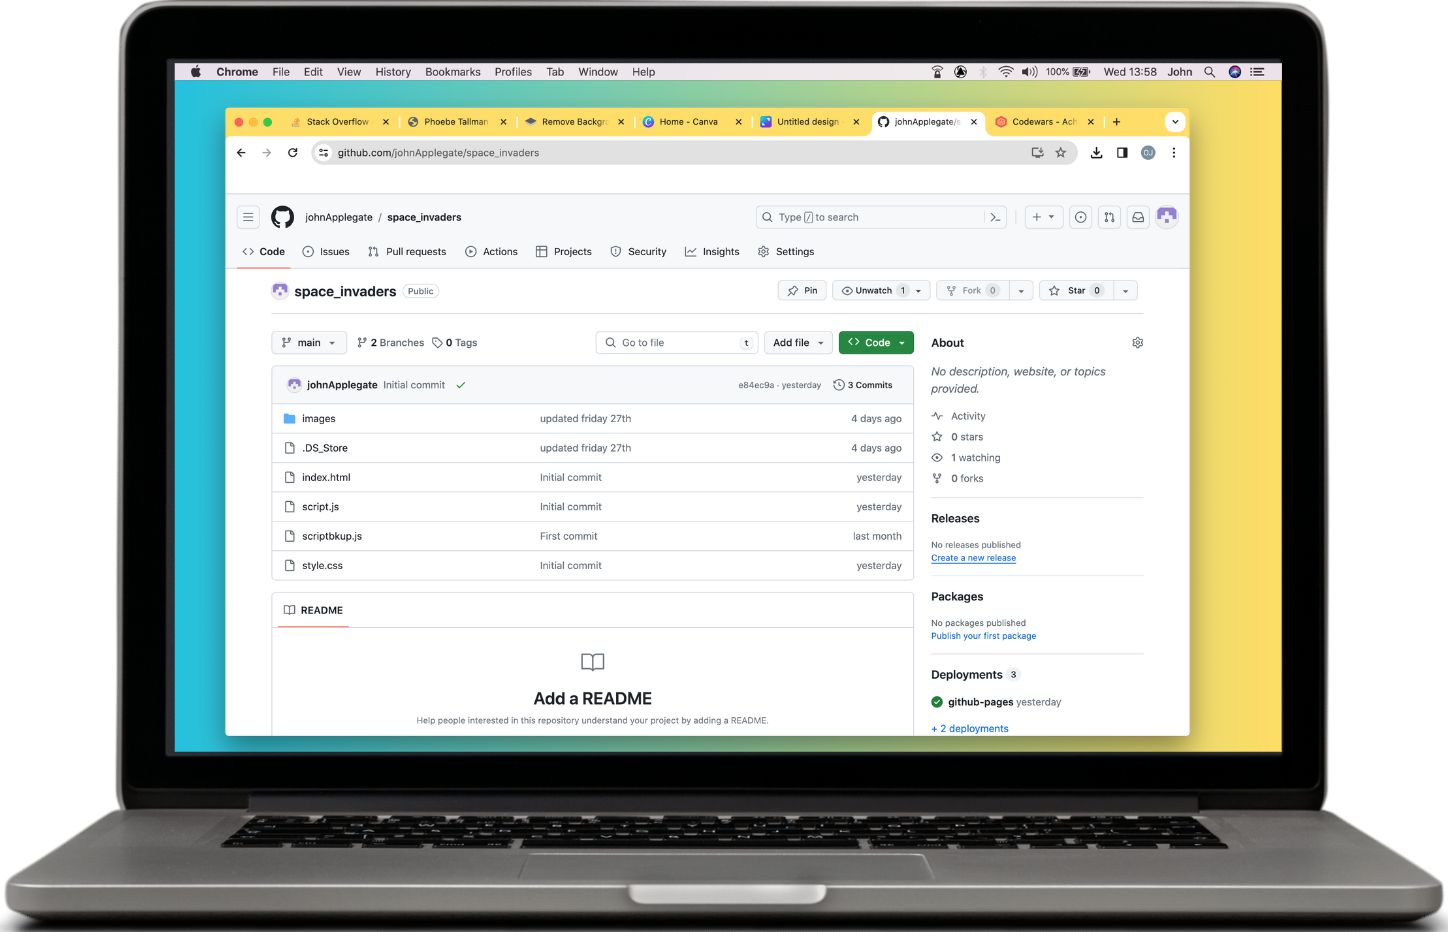 Chrome File Edit View History Bookmarks Profiles Tab Window Help 100% Wed 13:58 John
Stack Overflow Phoebe Tallman Remove Backgro Home - Canva Untitled design johnApplegate/s Codewars - Ach
github.com/johnApplegate/space_invaders OJ
johnApplegate / space_invaders Type / to search
Code Issues Pull requests Actions Projects Security Insights Settings
space_invaders Public Pin Unwatch 1 Fork 0 Star 0
main 2 Branches 0 Tags Go to file t Add file Code
johnApplegate Initial commit e84ec9a · yesterday 3 Commits
images updated friday 27th 4 days ago
.DS_Store updated friday 27th 4 days ago
index.html Initial commit yesterday
script.js Initial commit yesterday
scriptbkup.js First commit last month
style.css Initial commit yesterday
README
Add a README
Help people interested in this repository understand your project by adding a README.
About
No description, website, or topics
provided.
Activity
0 stars
1 watching
0 forks
Releases
No releases published
Create a new release
Packages
No packages published
Publish your first package
Deployments 3
github-pages yesterday
+ 2 deployments